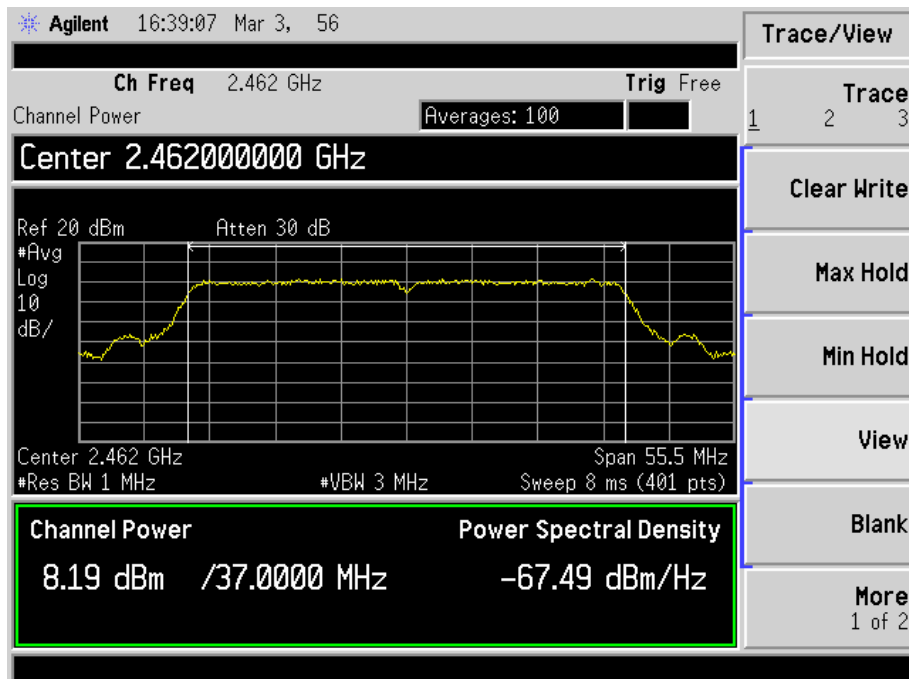 Agilent 16:39:07 Mar 3, 56
Trace/View
Ch Freq 2.462 GHz Trig Free
Channel Power Averages: 100
Center 2.462000000 GHz
Ref 20 dBm Atten 30 dB
#Avg
Log
10
dB/
Center 2.462 GHz Span 55.5 MHz
#Res BW 1 MHz #VBW 3 MHz Sweep 8 ms (401 pts)
Channel Power Power Spectral Density
8.19 dBm /37.0000 MHz -67.49 dBm/Hz
Trace
1 2 3
Clear Write
Max Hold
Min Hold
View
Blank
More
1 of 2